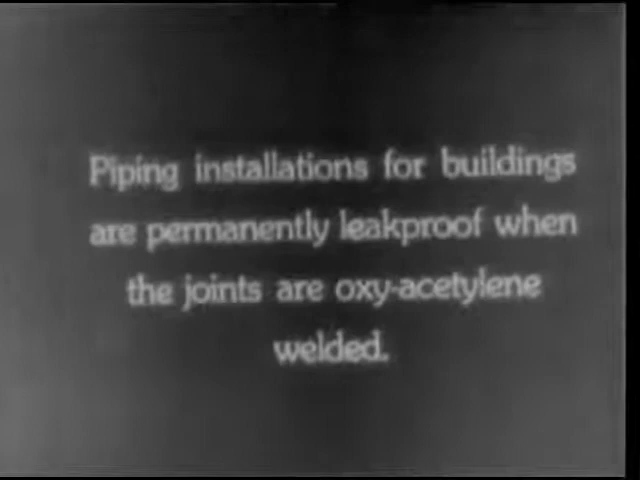 Piping installations for buildings
are permanently leakproof when
the joints are oxy-acetylene
welded.